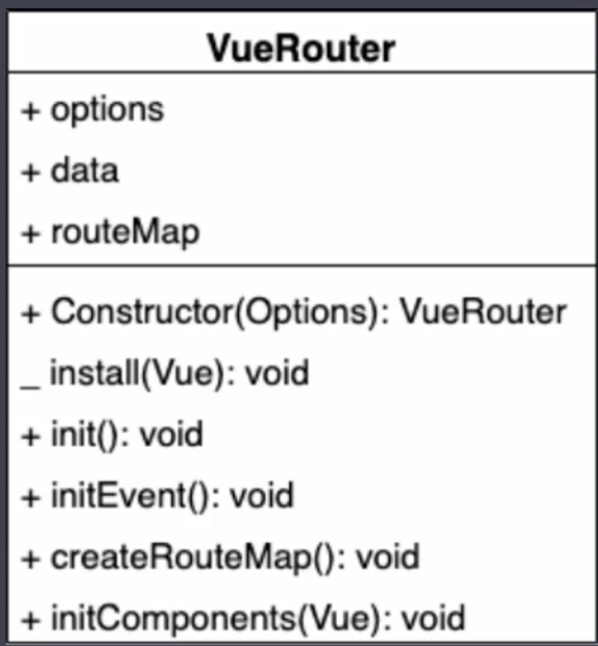 VueRouter
+ options
+ data
+ routeMap
+ Constructor(Options): VueRouter
_ install(Vue): void
+ init(): void
+ initEvent(): void
+ createRouteMap(): void
+ initComponents(Vue): void